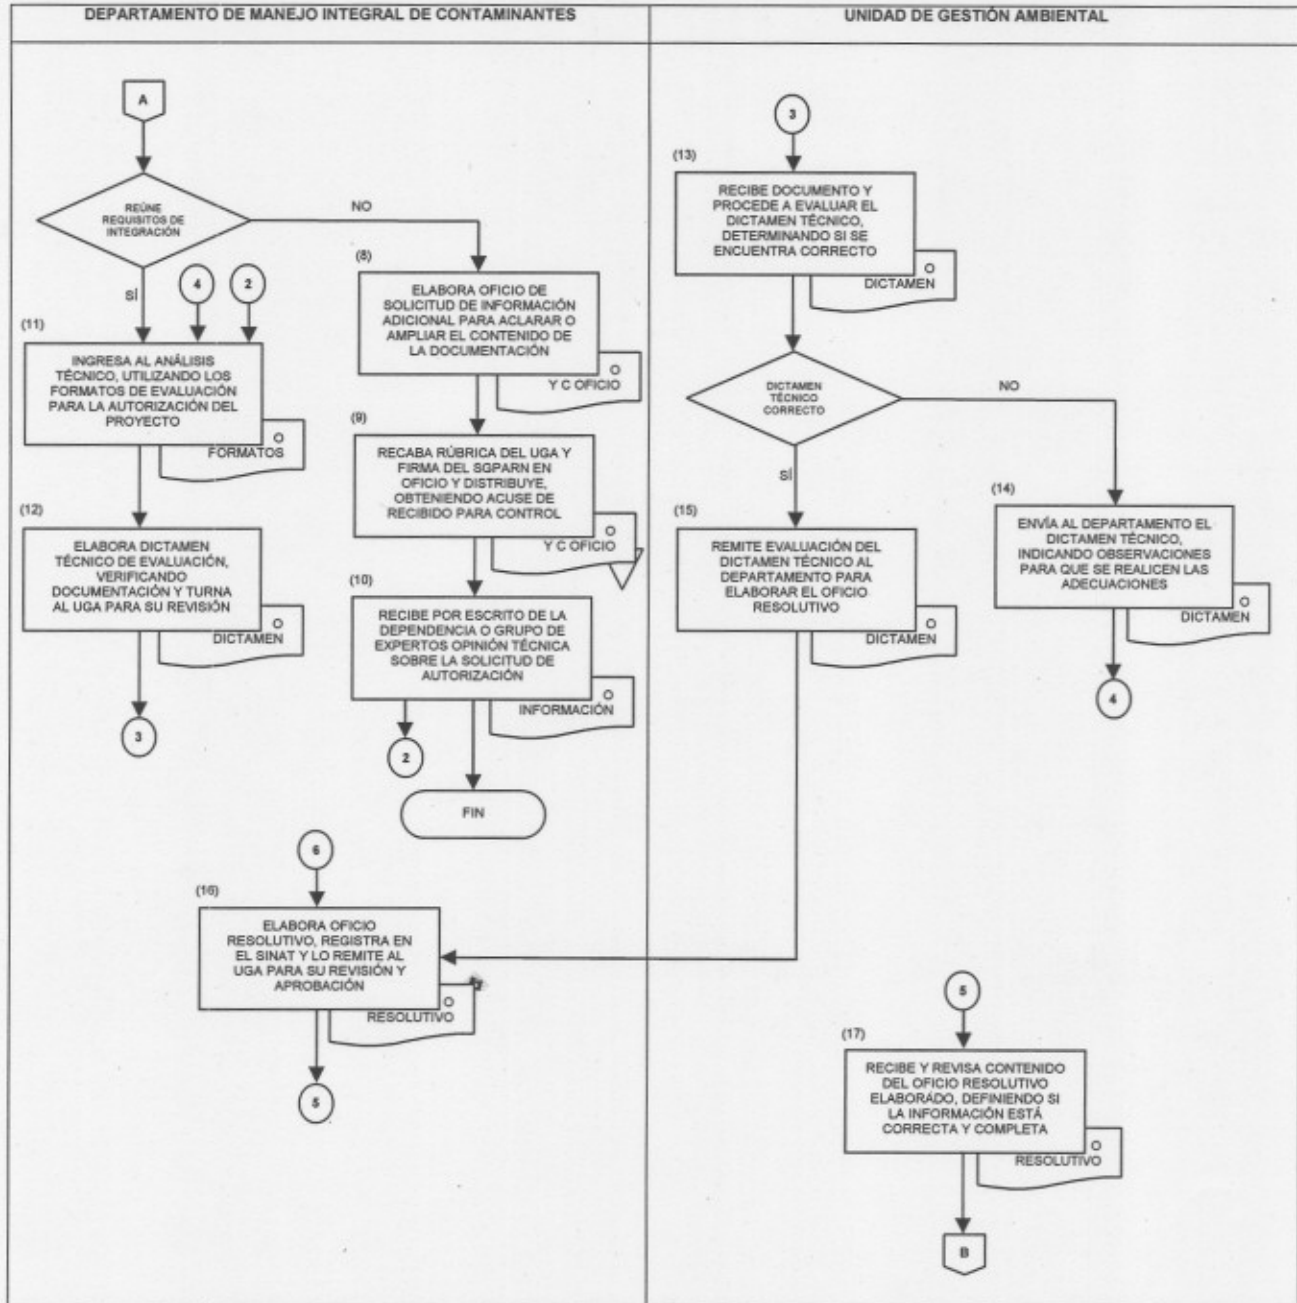 DEPARTAMENTO DE MANEJO INTEGRAL DE CONTAMINANTES
UNIDAD DE GESTIÓN AMBIENTAL
A
REÚNE
REQUISITOS DE
INTEGRACIÓN
NO
SÍ
4
2
(8)
ELABORA OFICIO DE
SOLICITUD DE INFORMACIÓN
ADICIONAL PARA ACLARAR O
AMPLIAR EL CONTENIDO DE
LA DOCUMENTACIÓN
O
Y C OFICIO
(11)
INGRESA AL ANÁLISIS
TÉCNICO, UTILIZANDO LOS
FORMATOS DE EVALUACIÓN
PARA LA AUTORIZACIÓN DEL
PROYECTO
O
FORMATOS
(9)
RECABA RÚBRICA DEL UGA Y
FIRMA DEL SGPARN EN
OFICIO Y DISTRIBUYE,
OBTENIENDO ACUSE DE
RECIBIDO PARA CONTROL
O
Y C OFICIO
(12)
ELABORA DICTAMEN
TÉCNICO DE EVALUACIÓN,
VERIFICANDO
DOCUMENTACIÓN Y TURNA
AL UGA PARA SU REVISIÓN
O
DICTAMEN
3
(10)
RECIBE POR ESCRITO DE LA
DEPENDENCIA O GRUPO DE
EXPERTOS OPINIÓN TÉCNICA
SOBRE LA SOLICITUD DE
AUTORIZACIÓN
O
INFORMACIÓN
2
FIN
6
(16)
ELABORA OFICIO
RESOLUTIVO, REGISTRA EN
EL SINAT Y LO REMITE AL
UGA PARA SU REVISIÓN Y
APROBACIÓN
O
RESOLUTIVO
5
3
(13)
RECIBE DOCUMENTO Y
PROCEDE A EVALUAR EL
DICTAMEN TÉCNICO,
DETERMINANDO SI SE
ENCUENTRA CORRECTO
O
DICTAMEN
DICTAMEN
TÉCNICO
CORRECTO
NO
SÍ
(14)
ENVÍA AL DEPARTAMENTO EL
DICTAMEN TÉCNICO,
INDICANDO OBSERVACIONES
PARA QUE SE REALICEN LAS
ADECUACIONES
O
DICTAMEN
4
(15)
REMITE EVALUACIÓN DEL
DICTAMEN TÉCNICO AL
DEPARTAMENTO PARA
ELABORAR EL OFICIO
RESOLUTIVO
O
DICTAMEN
5
(17)
RECIBE Y REVISA CONTENIDO
DEL OFICIO RESOLUTIVO
ELABORADO, DEFINIENDO SI
LA INFORMACIÓN ESTÁ
CORRECTA Y COMPLETA
O
RESOLUTIVO
B